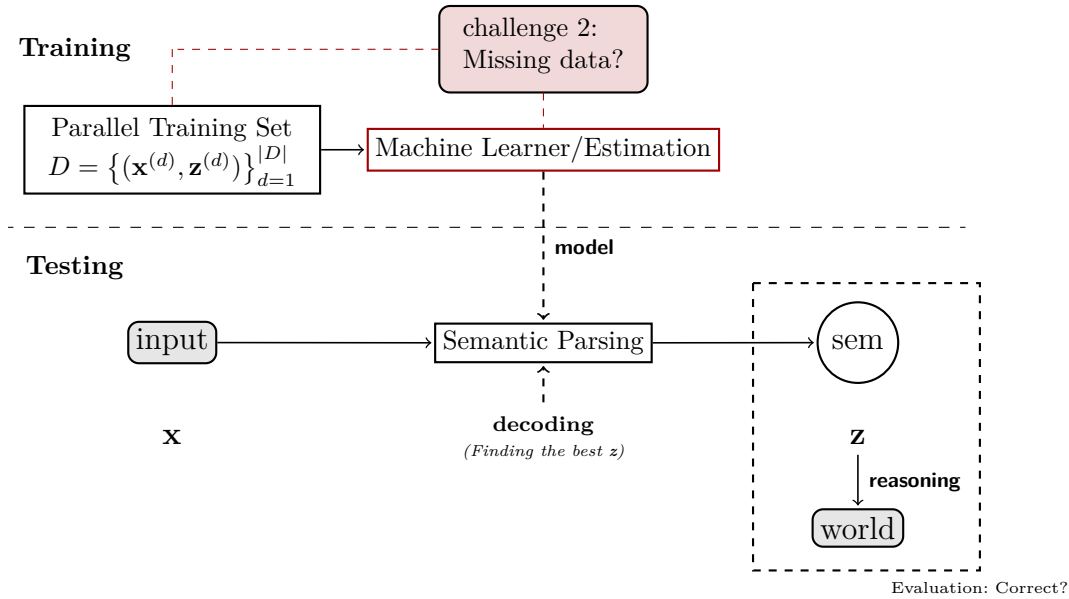 Training
challenge 2:
Missing data?
Parallel Training Set
D = {(x^(d), z^(d))}_{d=1}^{|D|}
Machine Learner/Estimation
model
Testing
input
Semantic Parsing
sem
x
decoding
(Finding the best z)
z
reasoning
world
Evaluation: Correct?